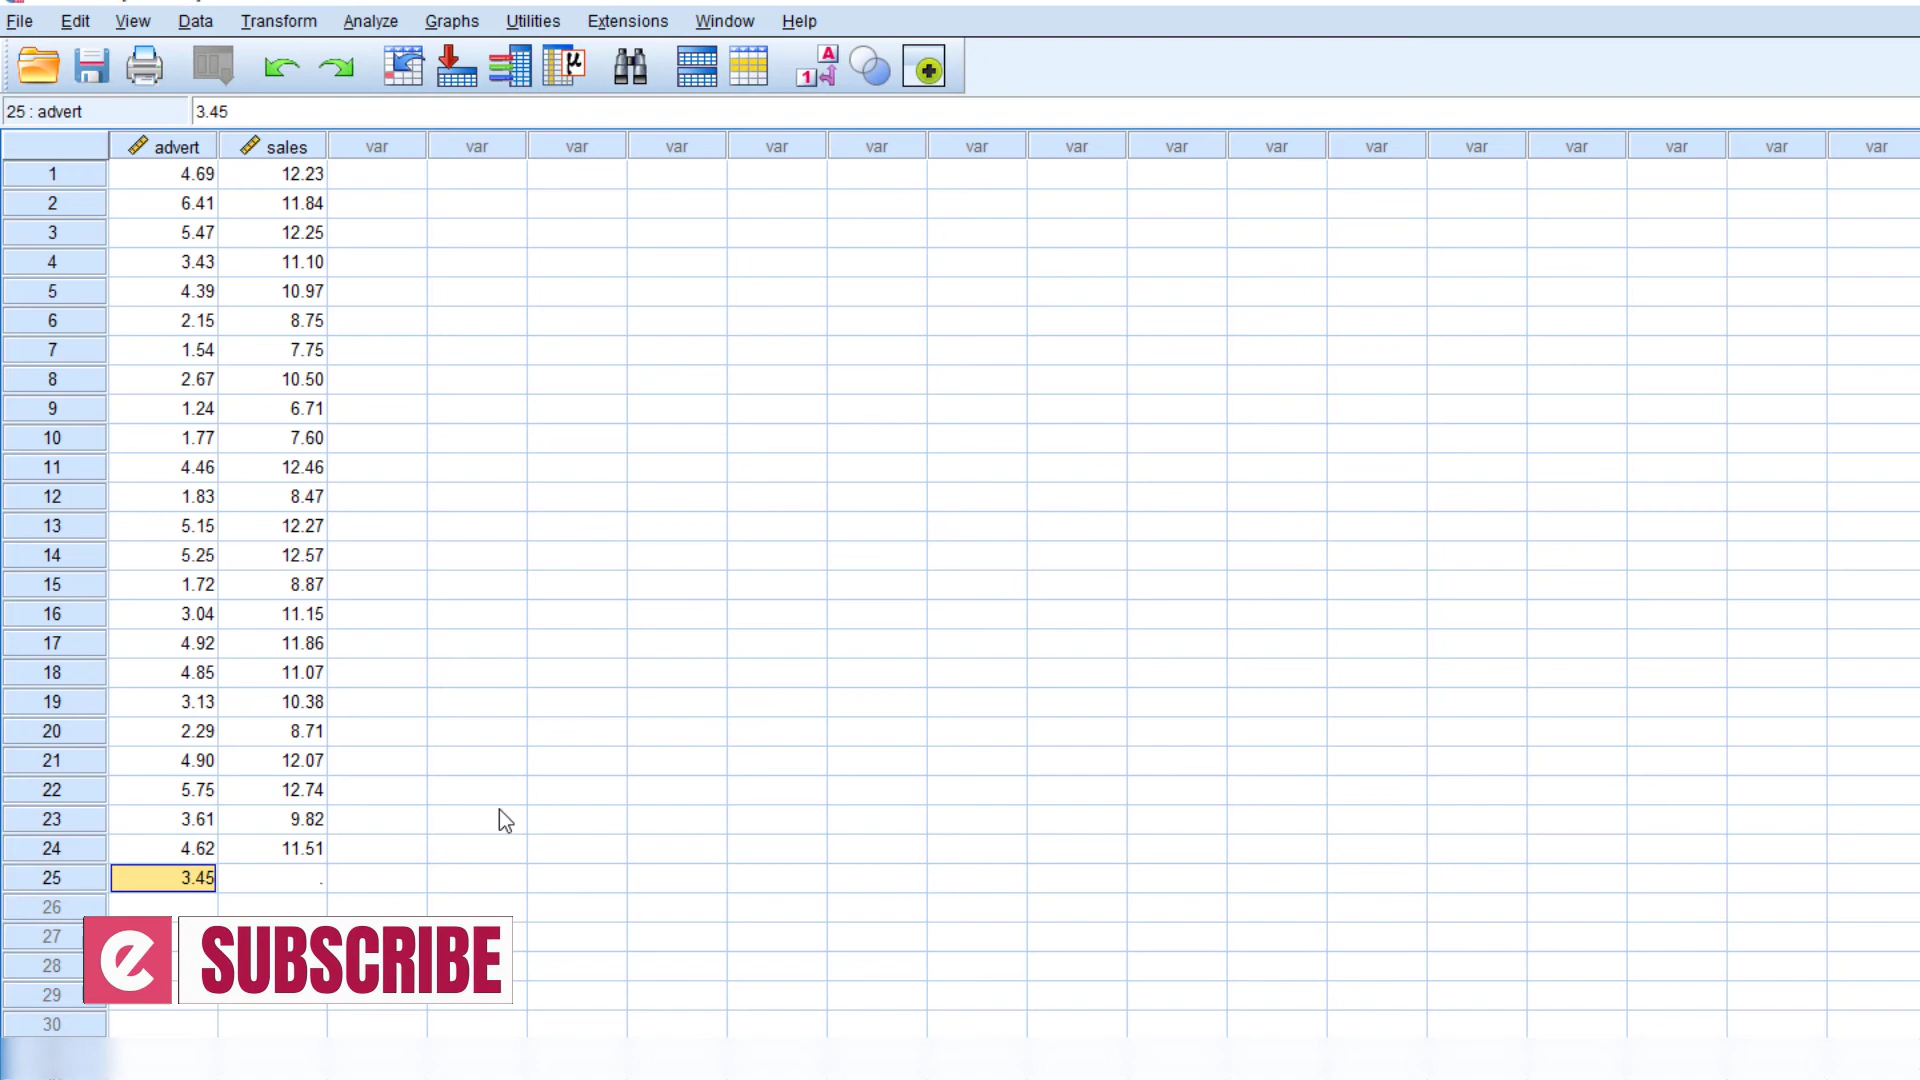 File Edit View Data Transform Analyze Graphs Utilities Extensions Window Help
25 : advert 3.45
advert sales var var var var var var var var var var var var var var var var
1 4.69 12.23
2 6.41 11.84
3 5.47 12.25
4 3.43 11.10
5 4.39 10.97
6 2.15 8.75
7 1.54 7.75
8 2.67 10.50
9 1.24 6.71
10 1.77 7.60
11 4.46 12.46
12 1.83 8.47
13 5.15 12.27
14 5.25 12.57
15 1.72 8.87
16 3.04 11.15
17 4.92 11.86
18 4.85 11.07
19 3.13 10.38
20 2.29 8.71
21 4.90 12.07
22 5.75 12.74
23 3.61 9.82
24 4.62 11.51
25 3.45 .
26
27
28
29
30
e SUBSCRIBE